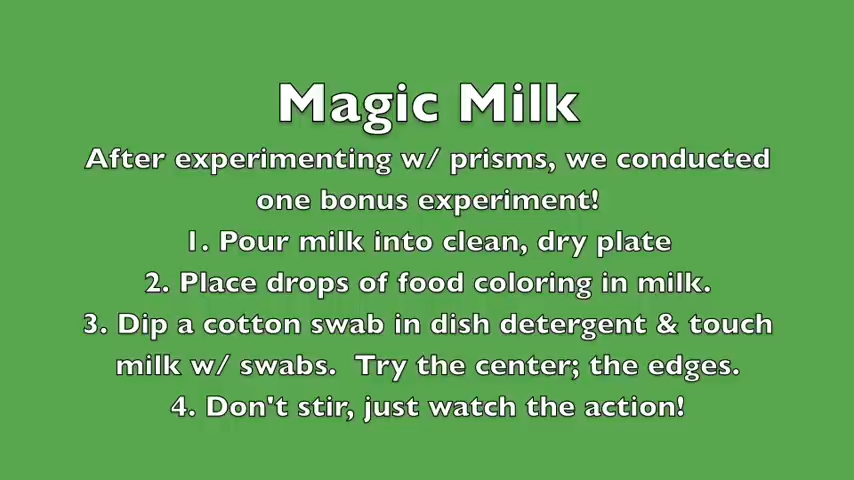 Magic Milk
After experimenting w/ prisms, we conducted
one bonus experiment!
1. Pour milk into clean, dry plate
2. Place drops of food coloring in milk.
3. Dip a cotton swab in dish detergent & touch
milk w/ swabs.  Try the center; the edges.
4. Don't stir, just watch the action!